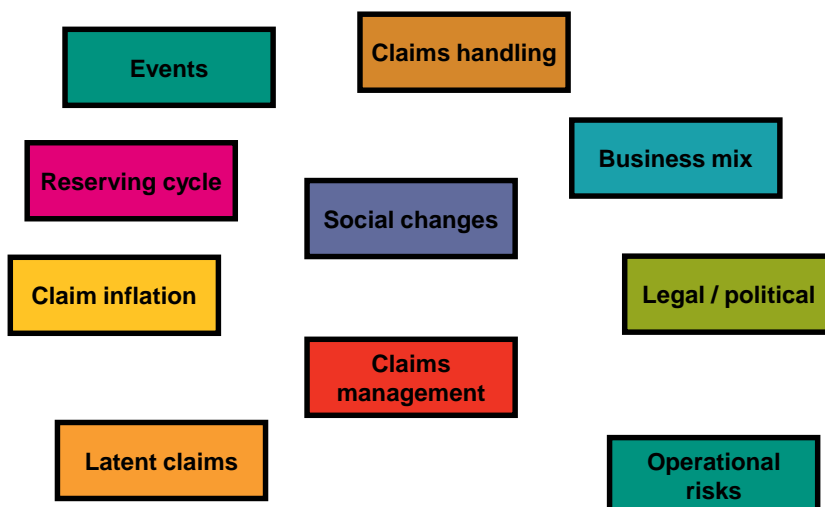 Events
Claims handling
Business mix
Reserving cycle
Social changes
Claim inflation
Legal / political
Claims
management
Latent claims
Operational
risks